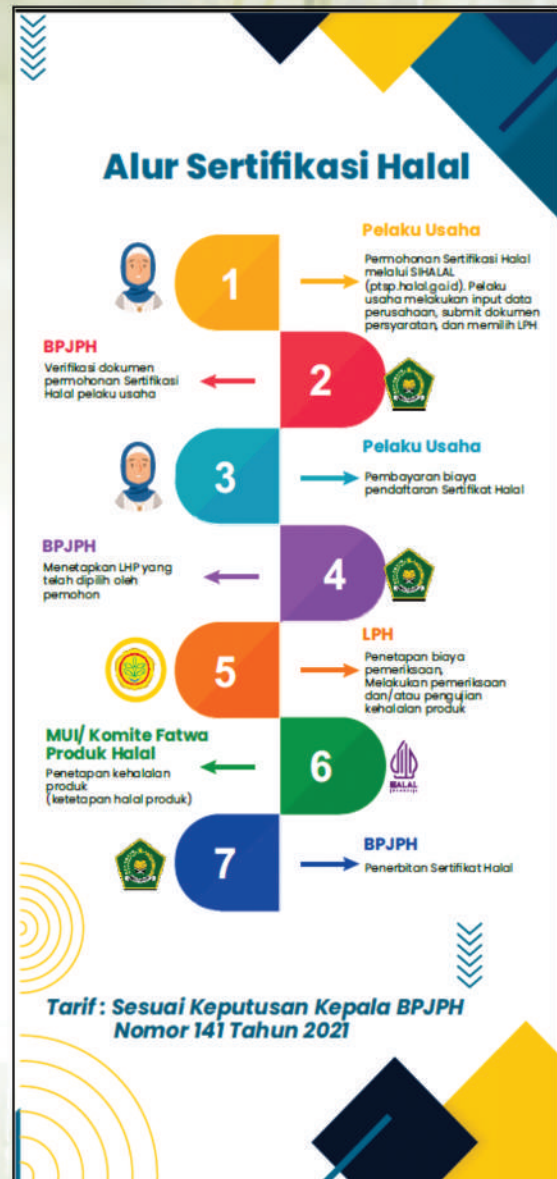 Alur Sertifikasi Halal
1
Pelaku Usaha
Permohonan Sertifikasi Halal
melalui SIHALAL
(ptsp.halal.go.id). Pelaku
usaha melakukan input data
perusahaan, submit dokumen
persyaratan, dan memilih LPH
BPJPH
Verifikasi dokumen
permohonan Sertifikasi
Halal pelaku usaha
2
3
Pelaku Usaha
Pembayaran biaya
pendaftaran Sertifikat Halal
BPJPH
Menetapkan LHP yang
telah dipilih oleh
pemohon
4
5
LPH
Penetapan biaya
pemeriksaan,
Melakukan pemeriksaan
dan/atau pengujian
kehalalan produk
MUI/ Komite Fatwa
Produk Halal
Penetapan kehalalan
produk
(ketetapan halal produk)
6
HALAL
7
BPJPH
Penerbitan Sertifikat Halal
Tarif : Sesuai Keputusan Kepala BPJPH
Nomor 141 Tahun 2021